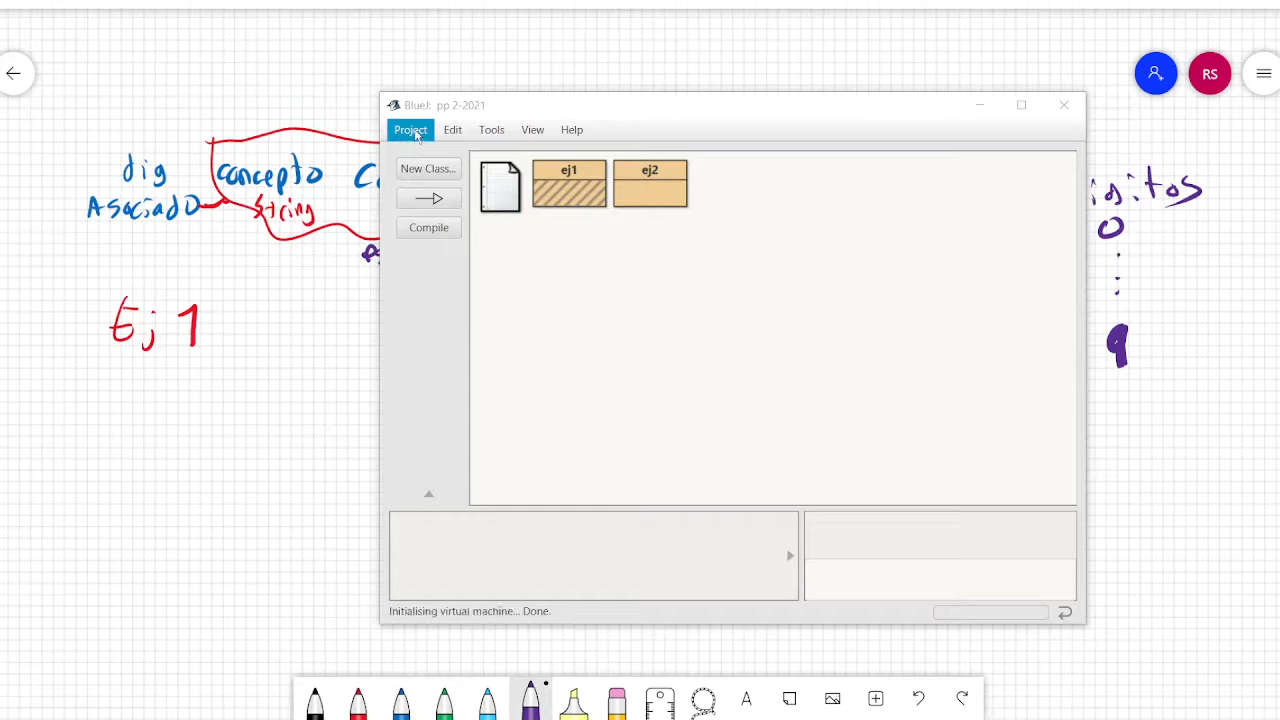 RS
BlueJ: pp 2-2021
Project Edit Tools View Help
New Class...
Compile
ej1
ej2
dig
Asociado
concepto
String
Ej 1
0
:
:
9
Initialising virtual machine... Done.
A